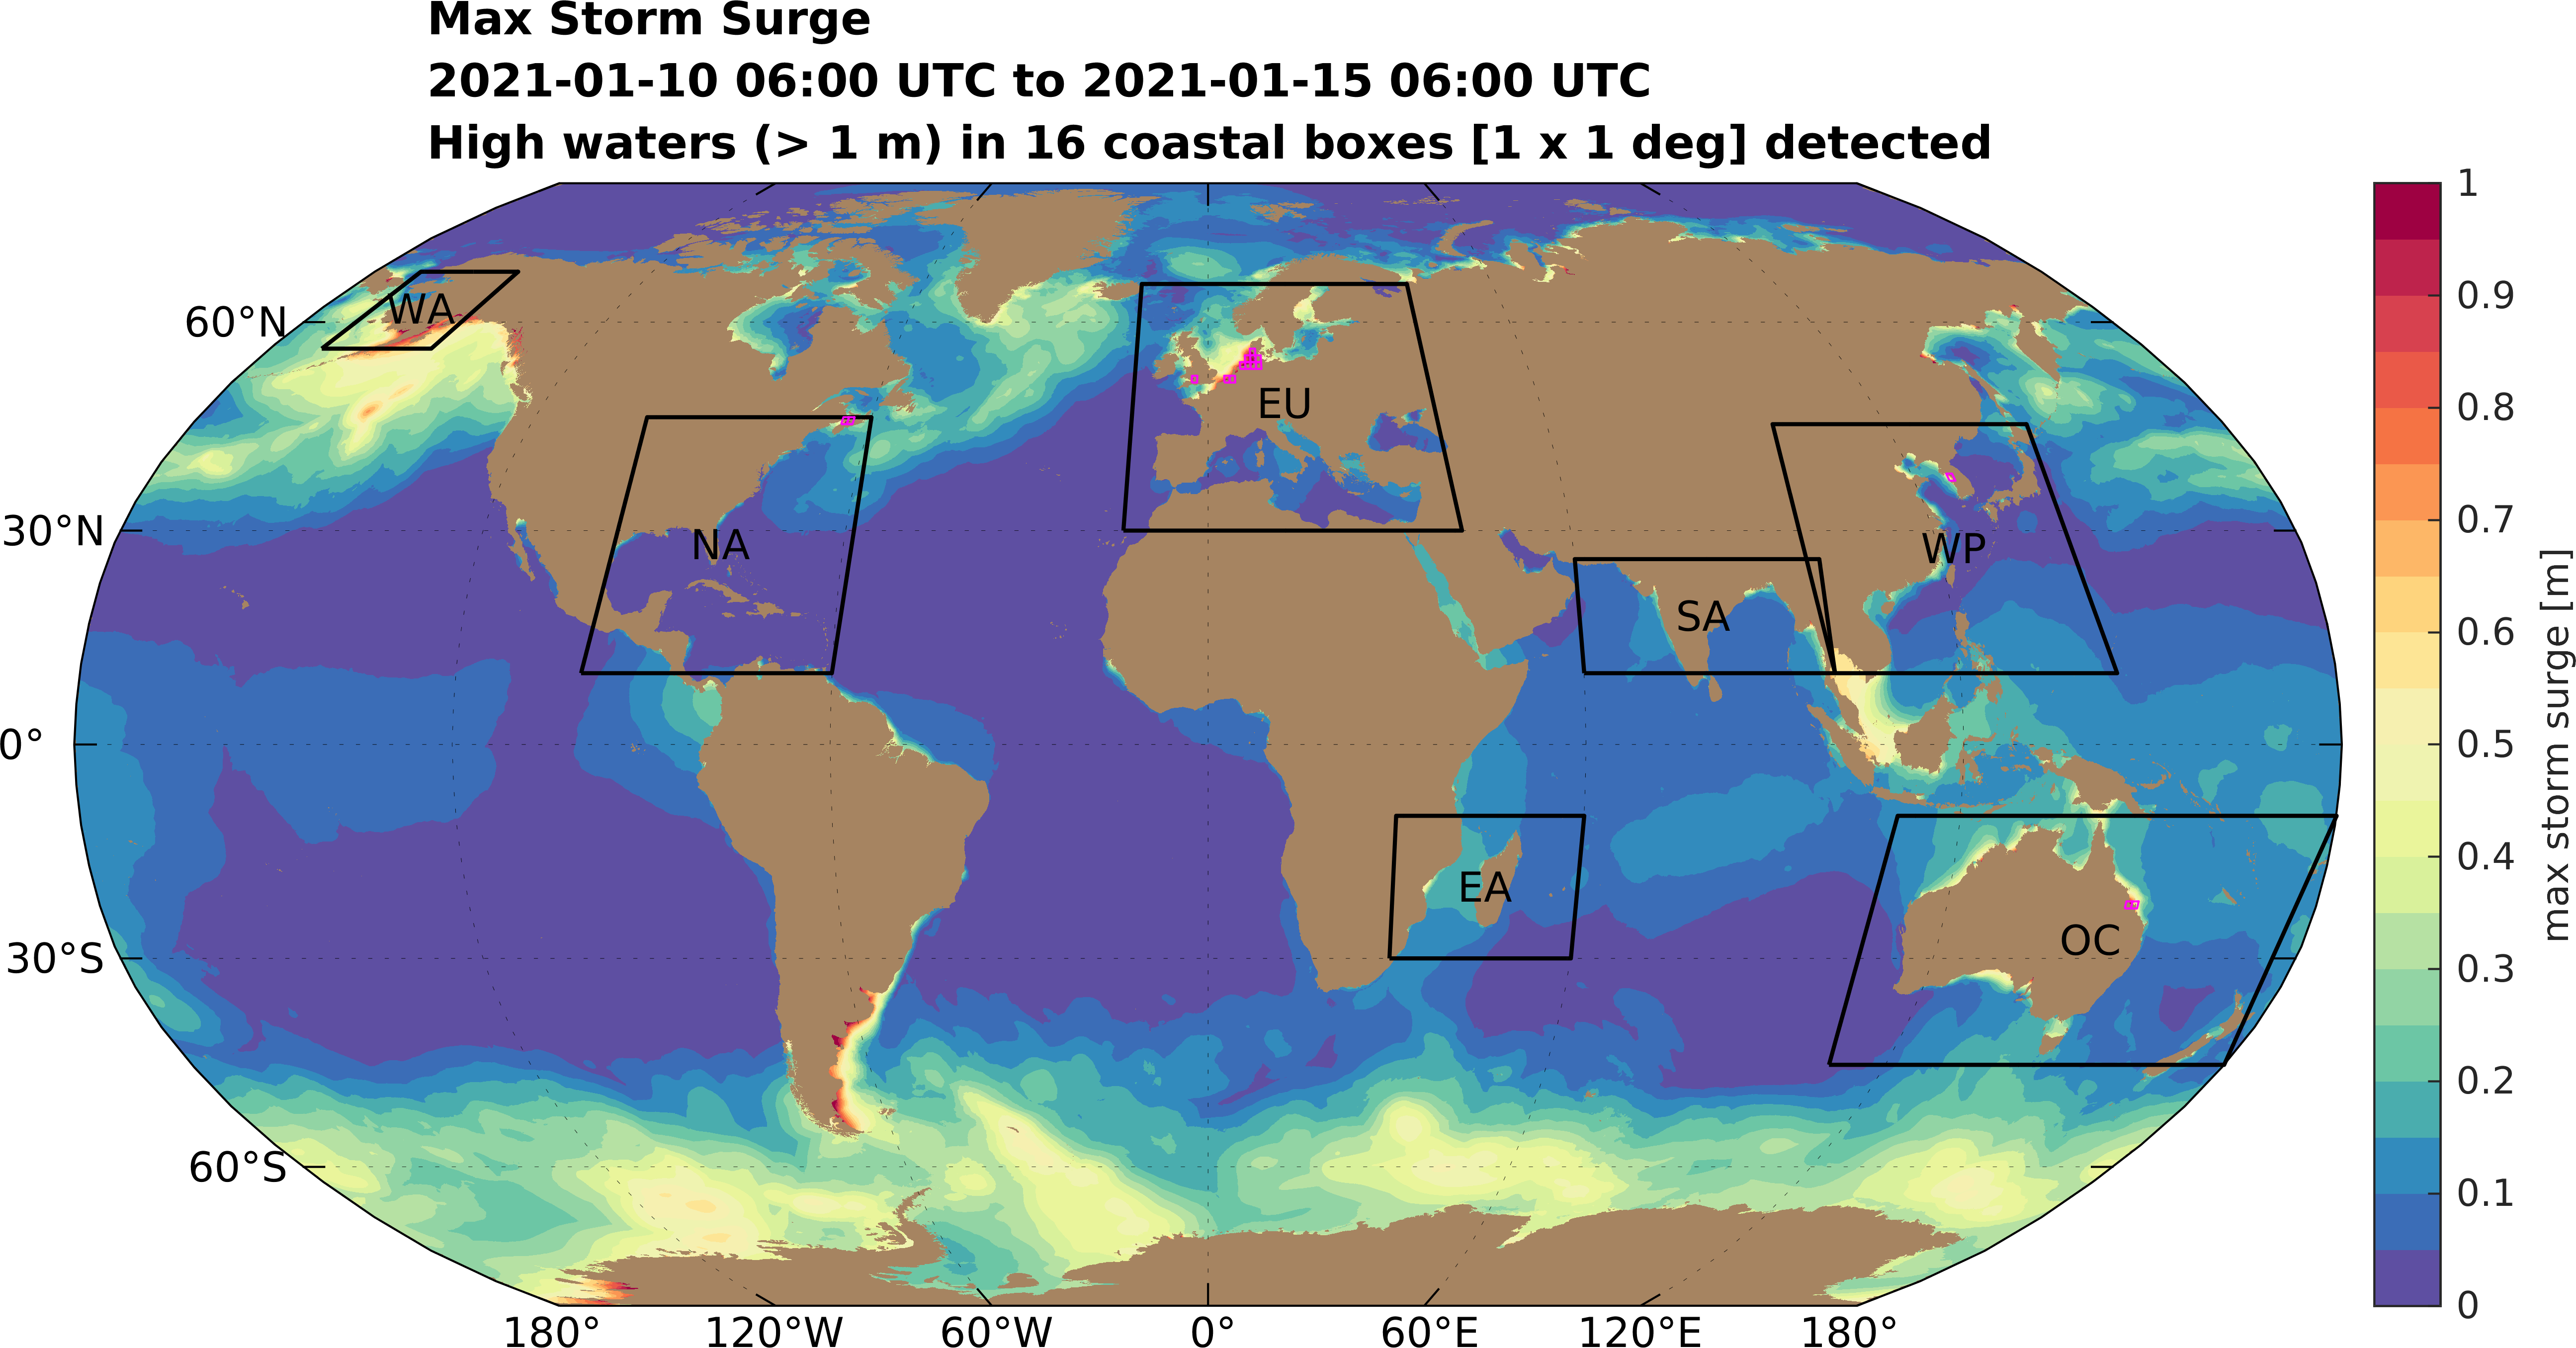 Max Storm Surge
2021-01-10 06:00 UTC to 2021-01-15 06:00 UTC
High waters (> 1 m) in 16 coastal boxes [1 x 1 deg] detected
60°N
30°N
0°
30°S
60°S
WA
NA
EU
SA
WP
EA
OC
180°
120°W
60°W
0°
60°E
120°E
180°
1
0.9
0.8
0.7
0.6
0.5
0.4
0.3
0.2
0.1
0
max storm surge [m]